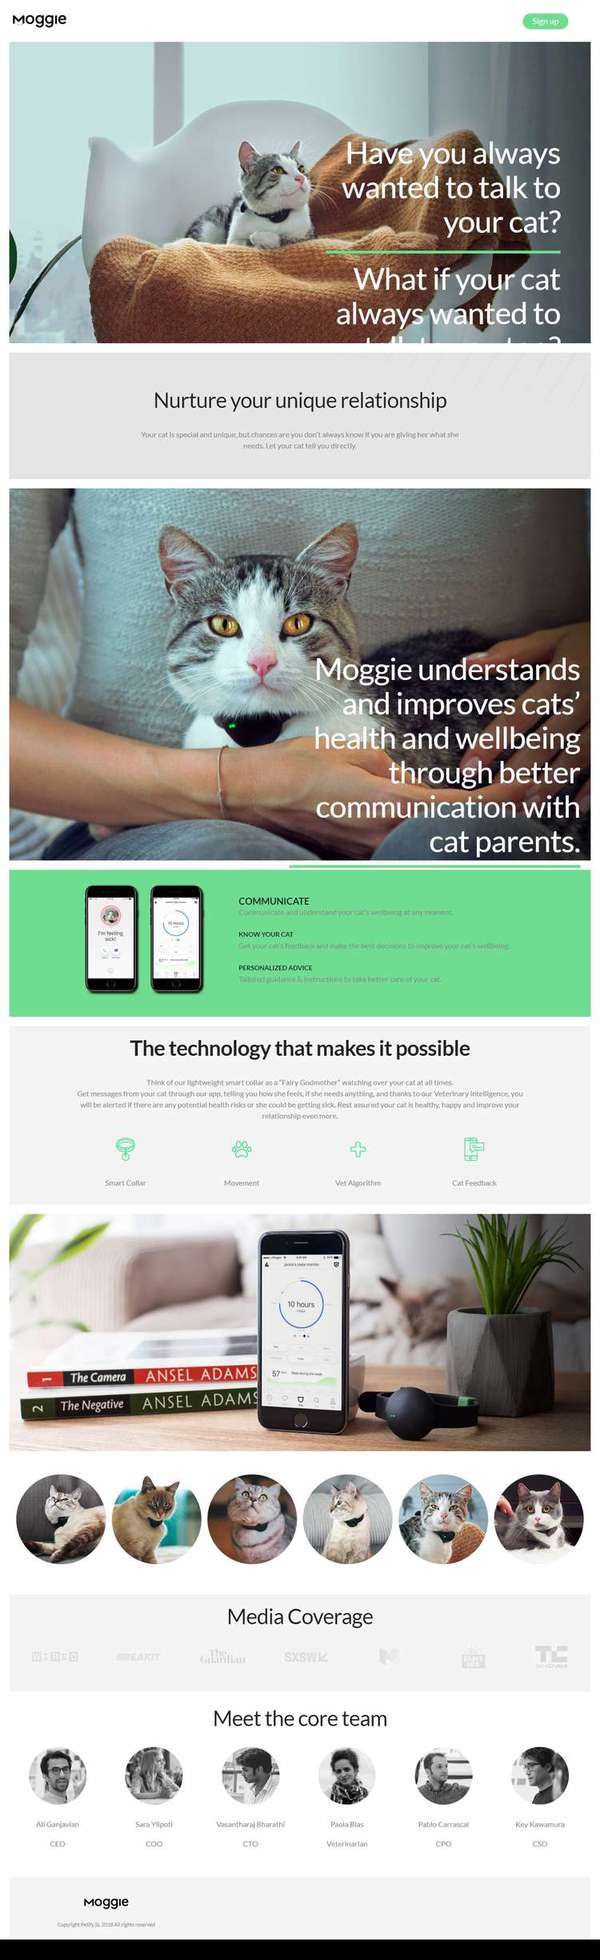 Moggie
Sign up
Have you always
wanted to talk to
your cat?
What if your cat
always wanted to
Nurture your unique relationship
Your cat is special and unique, but chances are you don't always know if you are giving her what she
needs. Let your cat tell you directly.
Moggie understands
and improves cats'
health and wellbeing
through better
communication with
cat parents.
I'm feeling
sick!
10 hours
COMMUNICATE
Communicate and understand your cat's wellbeing at any moment.
KNOW YOUR CAT
Get your cat's feedback and make the best decisions to improve your cat's wellbeing.
PERSONALIZED ADVICE
Tailored guidance & instructions to take better care of your cat.
The technology that makes it possible
Think of our lightweight smart collar as a "Fairy Godmother" watching over your cat at all times.
Get messages from your cat through our app, telling you how she feels, if she needs anything, and thanks to our Veterinary Intelligence, you
will be alerted if there are any potential health risks or she could be getting sick. Rest assured your cat is healthy, happy and improve your
relationship even more.
Smart Collar
Movement
Vet Algorithm
Cat Feedback
10 hours
57
1 The Camera ANSEL ADAMS
2 The Negative ANSEL ADAMS
Media Coverage
WIRED
BREAKIT
The
Guardian
SXSW
TC
Meet the core team
Ali Ganjavian
CEO
Sara Ylipoti
COO
Vasantharaj Bharathi
CTO
Paola Blas
Veterinarian
Pablo Carrascal
CPO
Key Kawamura
CSO
Moggie